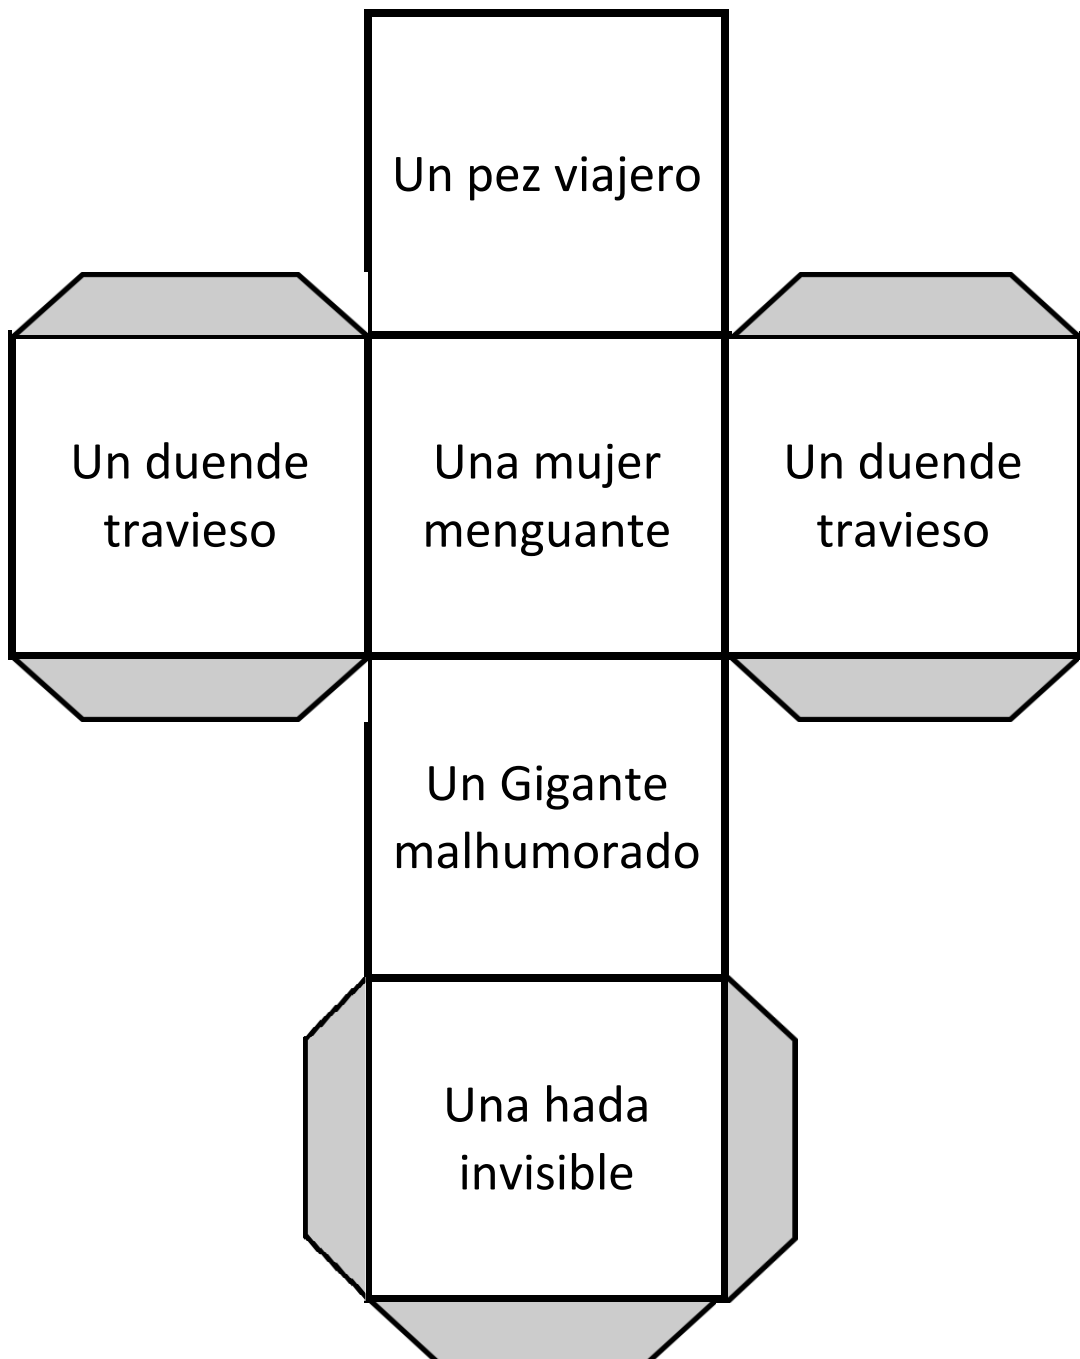 Un pez viajero
Un duende
travieso
Una mujer
menguante
Un duende
travieso
Un Gigante
malhumorado
Una hada
invisible